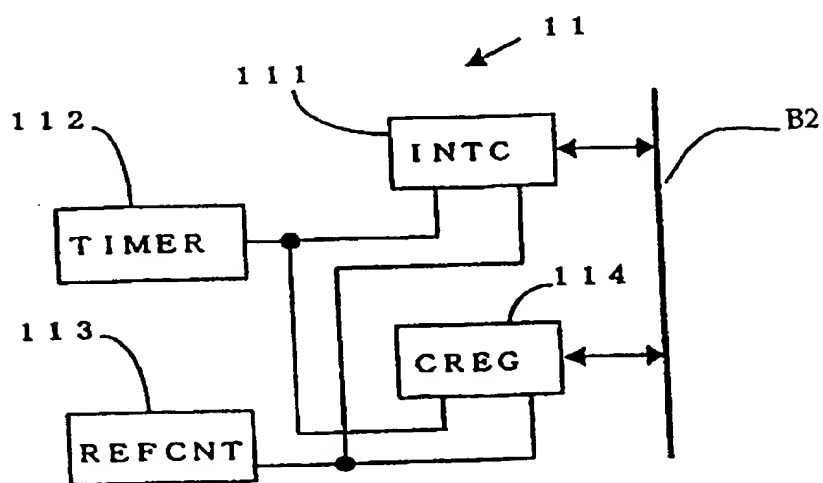 11
111
112
INTC
B2
TIMER
114
113
CREG
REFCNT